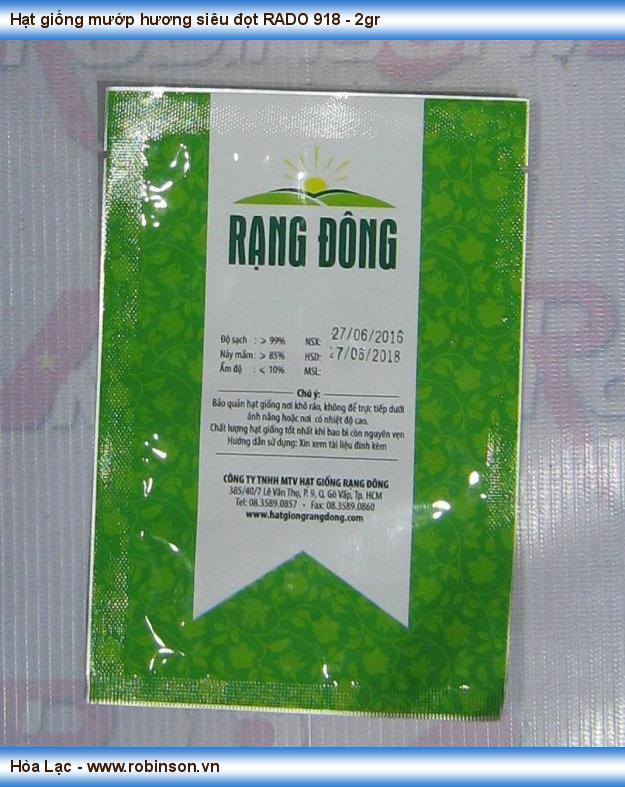 Hạt giống mướp hương siêu đọt RADO 918 - 2gr
RẠNG ĐÔNG
Độ sạch : > 99% NSX: 27/06/2016
Nảy mầm: > 85% HSD: 27/06/2018
Ẩm độ : < 10% MSL:
Chú ý:
Bảo quản hạt giống nơi khô ráo, không để trực tiếp dưới
ánh nắng hoặc nơi có nhiệt độ cao.
Chất lượng hạt giống tốt nhất khi bao bì còn nguyên vẹn
Hướng dẫn sử dụng: Xin xem tài liệu đính kèm
CÔNG TY TNHH MTV HẠT GIỐNG RẠNG ĐÔNG
385/40/7 Lê Văn Thọ, P. 9, Q. Gò Vấp, Tp. HCM
Tel: 08.3589.0857 - Fax: 08.3589.0860
www.hatgiongrangdong.com
Hòa Lạc - www.robinson.vn